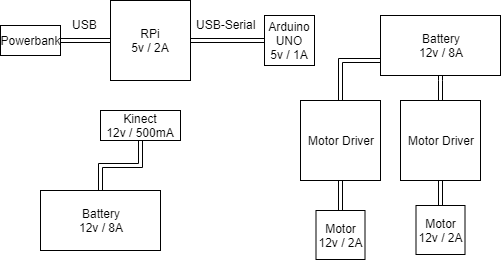 Powerbank
USB
RPi
5v / 2A
USB-Serial
Arduino
UNO
5v / 1A
Battery
12v / 8A
Kinect
12v / 500mA
Motor Driver
Motor Driver
Battery
12v / 8A
Motor
12v / 2A
Motor
12v / 2A